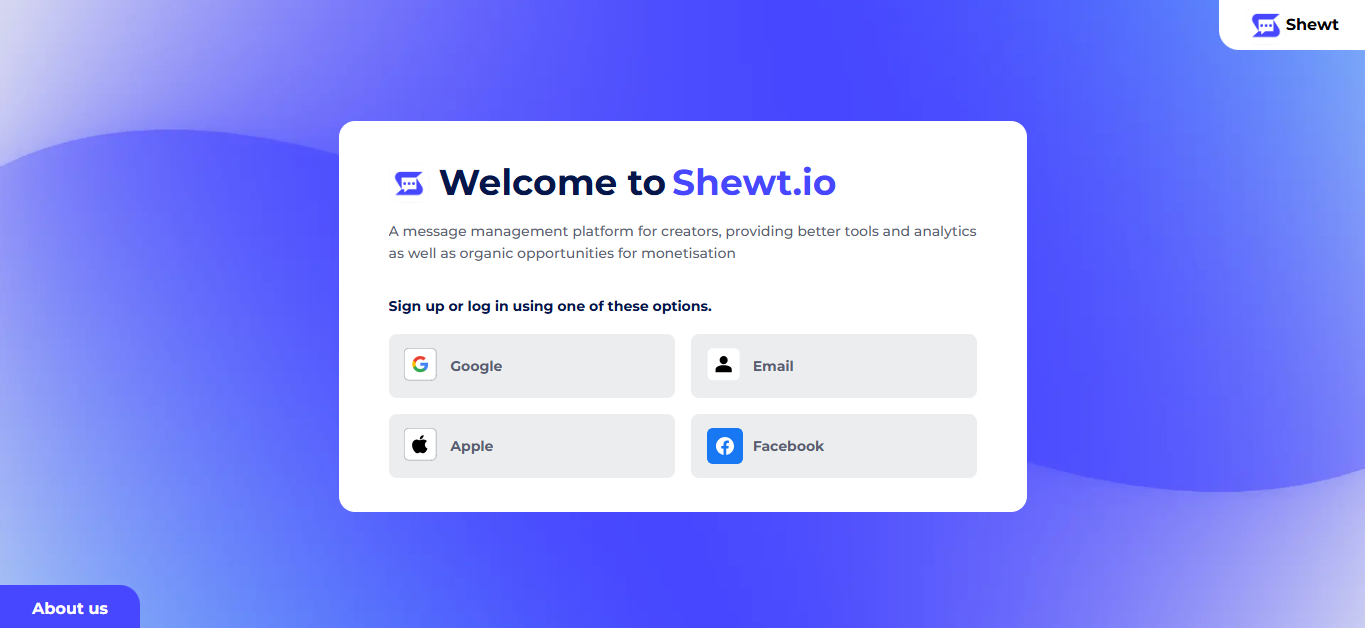 Shewt
Welcome to Shewt.io
A message management platform for creators, providing better tools and analytics
as well as organic opportunities for monetisation
Sign up or log in using one of these options.
Google
Email
Apple
Facebook
About us